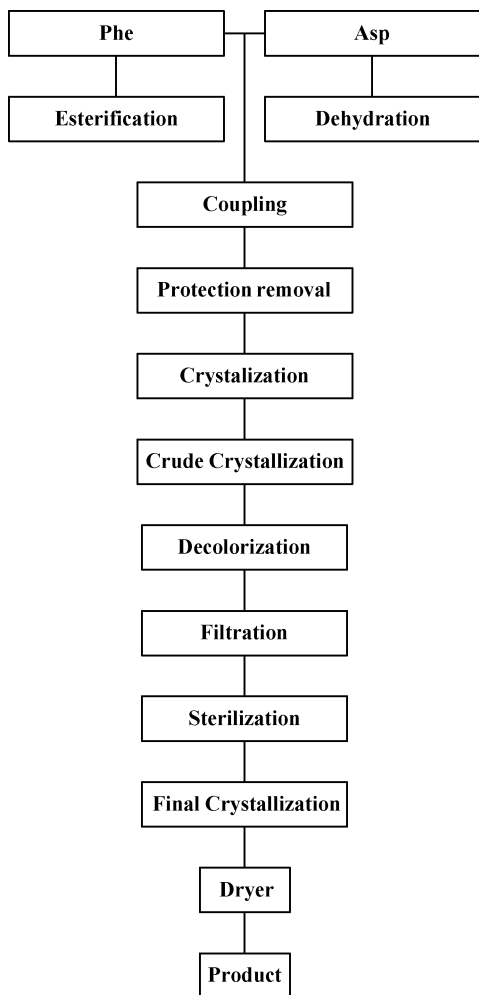 Phe
Asp
Esterification
Dehydration
Coupling
Protection removal
Crystalization
Crude Crystallization
Decolorization
Filtration
Sterilization
Final Crystallization
Dryer
Product